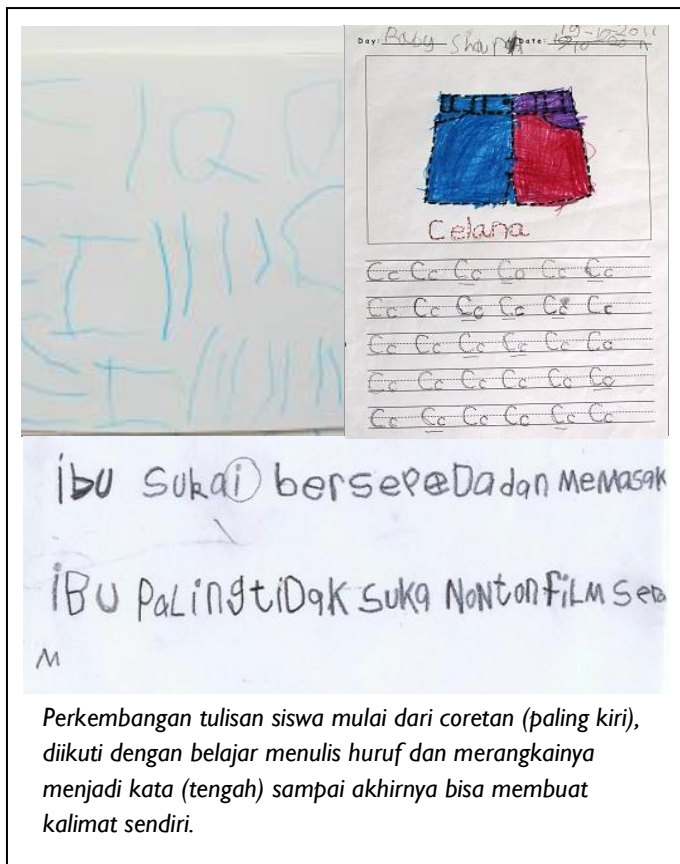 Day: Baby Shark Date: 19-10-2011
Celana
Cc Cc Cc Cc Cc Cc
Cc Cc Cc Cc Cc Cc
Cc Cc Cc Cc Cc Cc
Cc Cc Cc Cc Cc Cc
Cc Cc Cc Cc Cc Cc
ibu sukai bersepeDa dan memasak
iBu PaLingtiDak suka NoNtonfiLM Se
M
Perkembangan tulisan siswa mulai dari coretan (paling kiri),
diikuti dengan belajar menulis huruf dan merangkainya
menjadi kata (tengah) sampai akhirnya bisa membuat
kalimat sendiri.